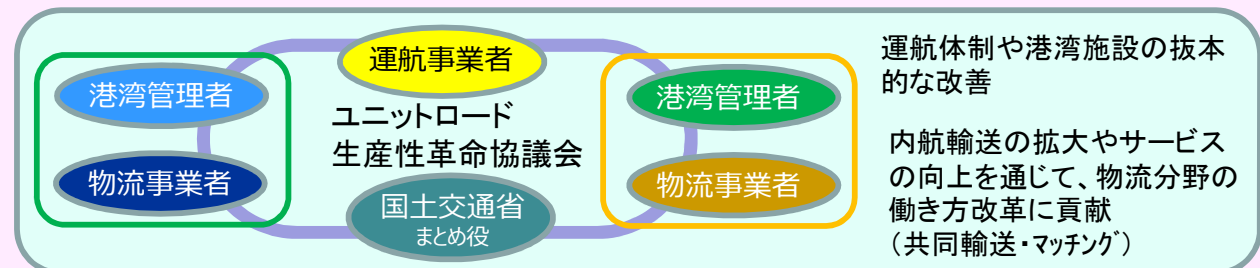 運航事業者
港湾管理者
物流事業者
ユニットロード
生産性革命協議会
国土交通省
まとめ役
港湾管理者
物流事業者
運航体制や港湾施設の抜本
的な改善
内航輸送の拡大やサービス
の向上を通じて、物流分野の
働き方改革に貢献
（共同輸送・マッチング）